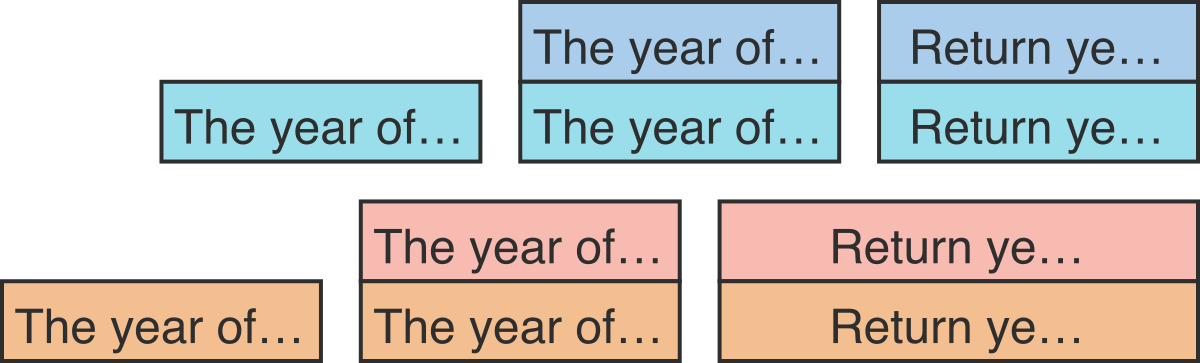 The year of… Return ye…
The year of… The year of… Return ye…
The year of… Return ye…
The year of… The year of… Return ye…